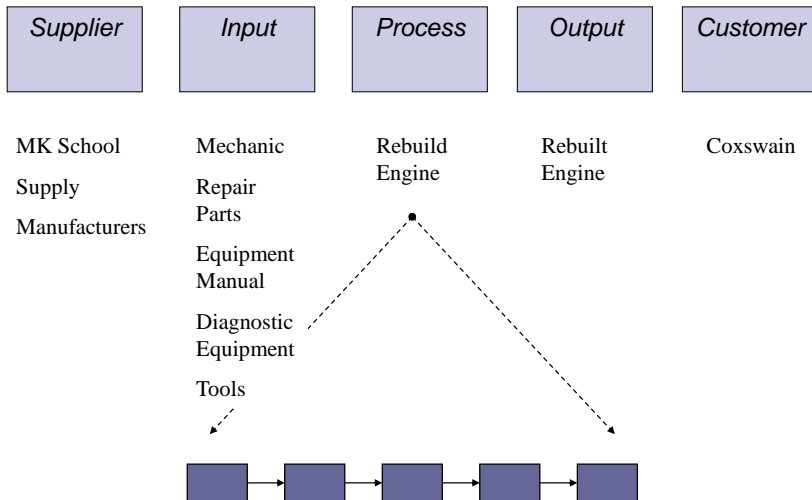 Supplier
Input
Process
Output
Customer
MK School
Supply
Manufacturers
Mechanic
Repair
Parts
Equipment
Manual
Diagnostic
Equipment
Tools
Rebuild
Engine
Rebuilt
Engine
Coxswain